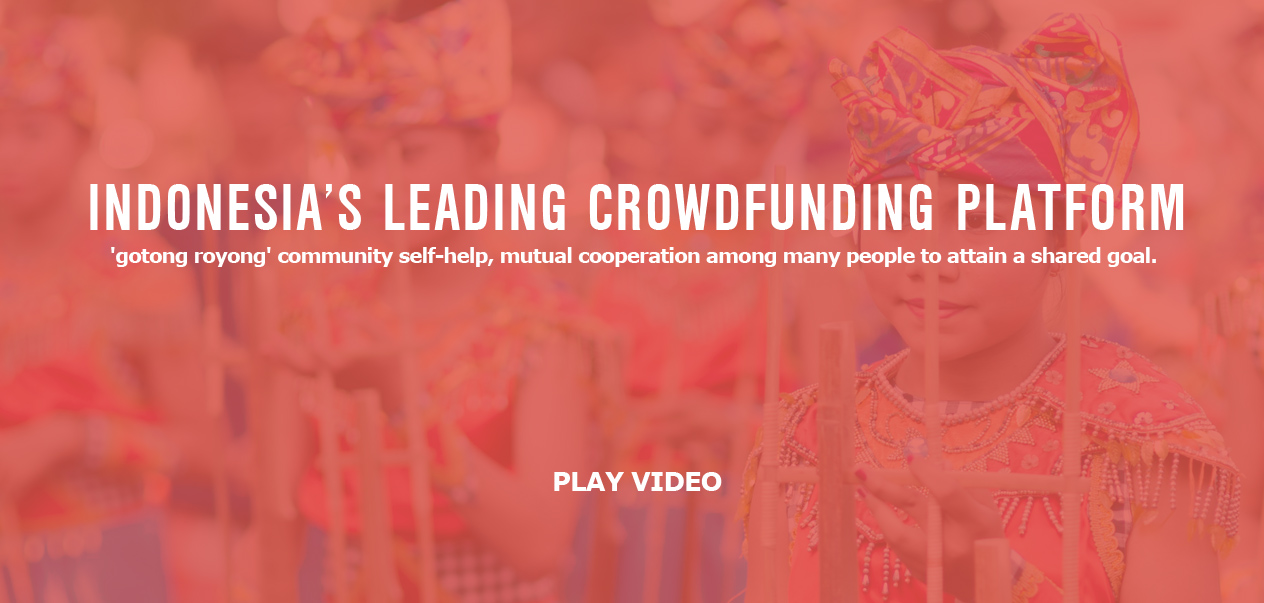 INDONESIA’S LEADING CROWDFUNDING PLATFORM
'gotong royong' community self-help, mutual cooperation among many people to attain a shared goal.
PLAY VIDEO